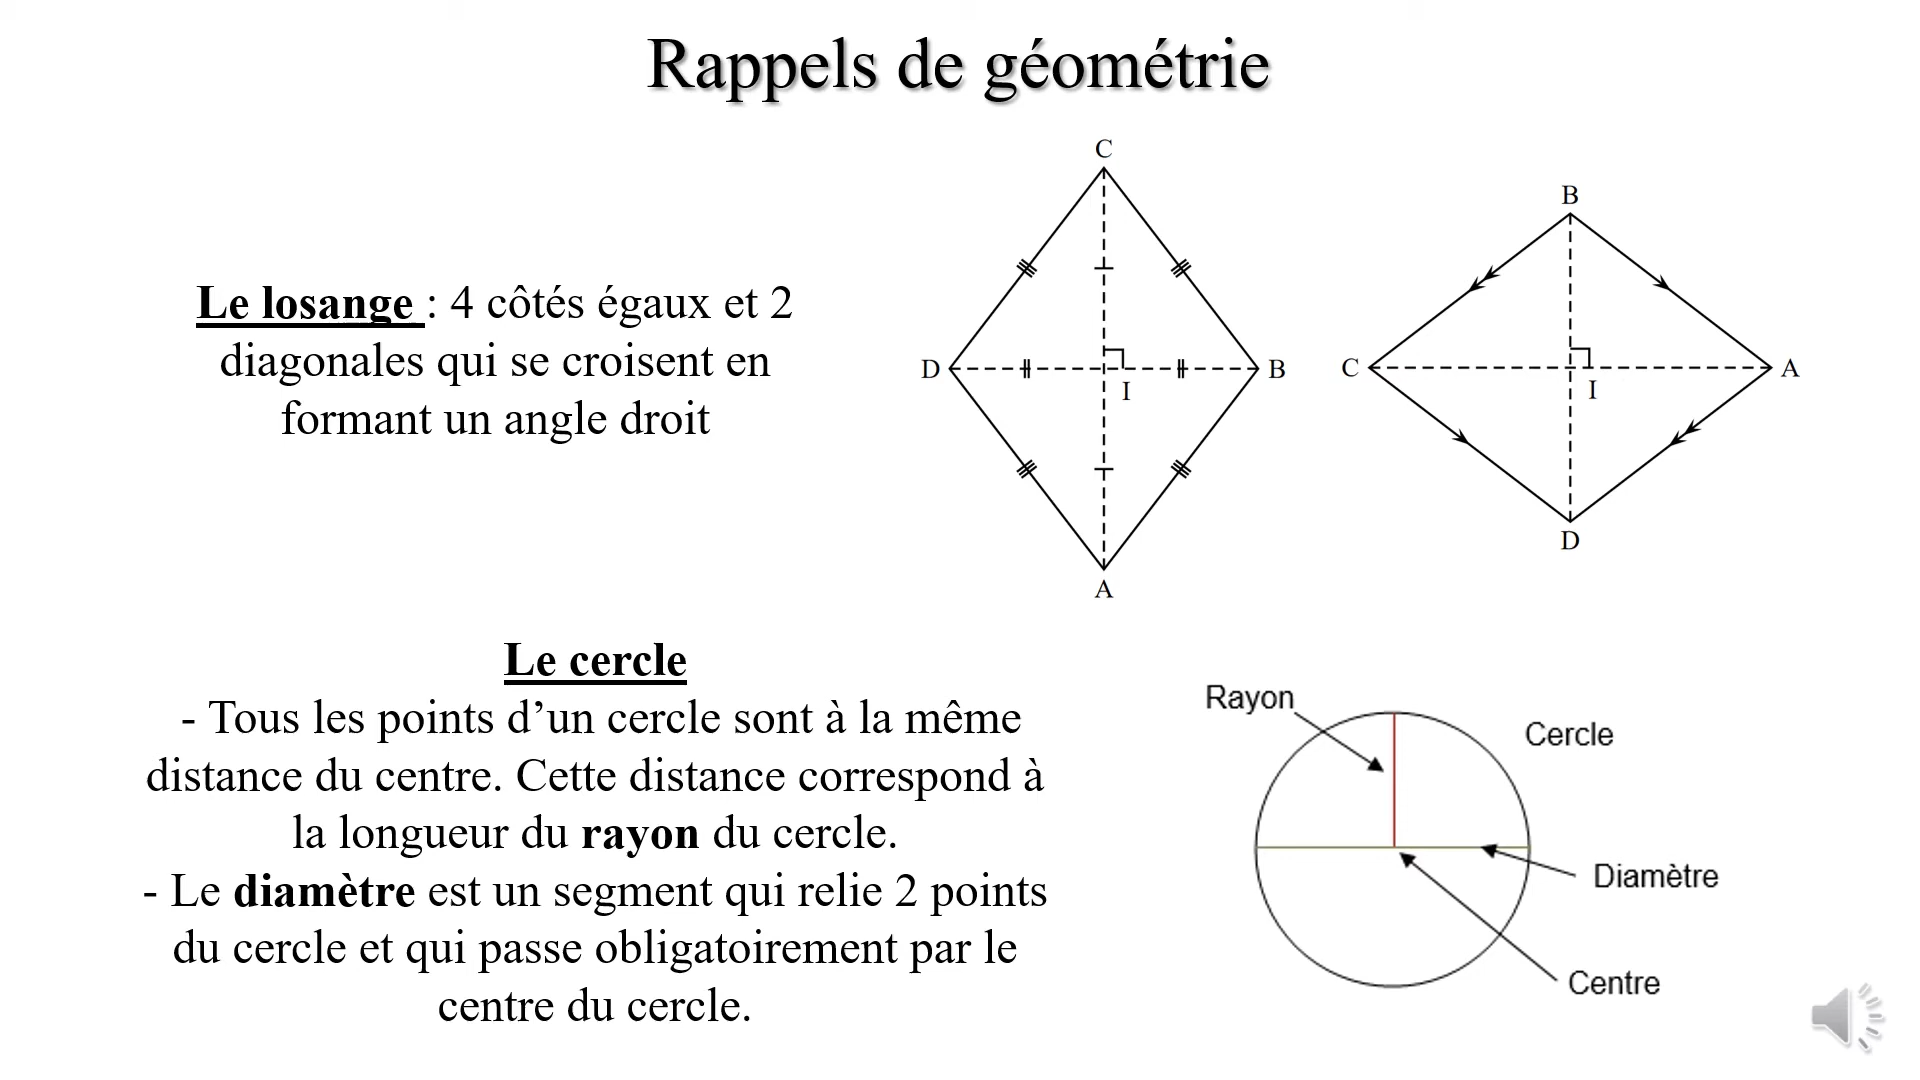 Rappels de géométrie
Le losange : 4 côtés égaux et 2
diagonales qui se croisent en
formant un angle droit
C
D
B
I
A
B
C
A
I
D
Le cercle
- Tous les points d’un cercle sont à la même
distance du centre. Cette distance correspond à
la longueur du rayon du cercle.
- Le diamètre est un segment qui relie 2 points
du cercle et qui passe obligatoirement par le
centre du cercle.
Rayon
Cercle
Diamètre
Centre